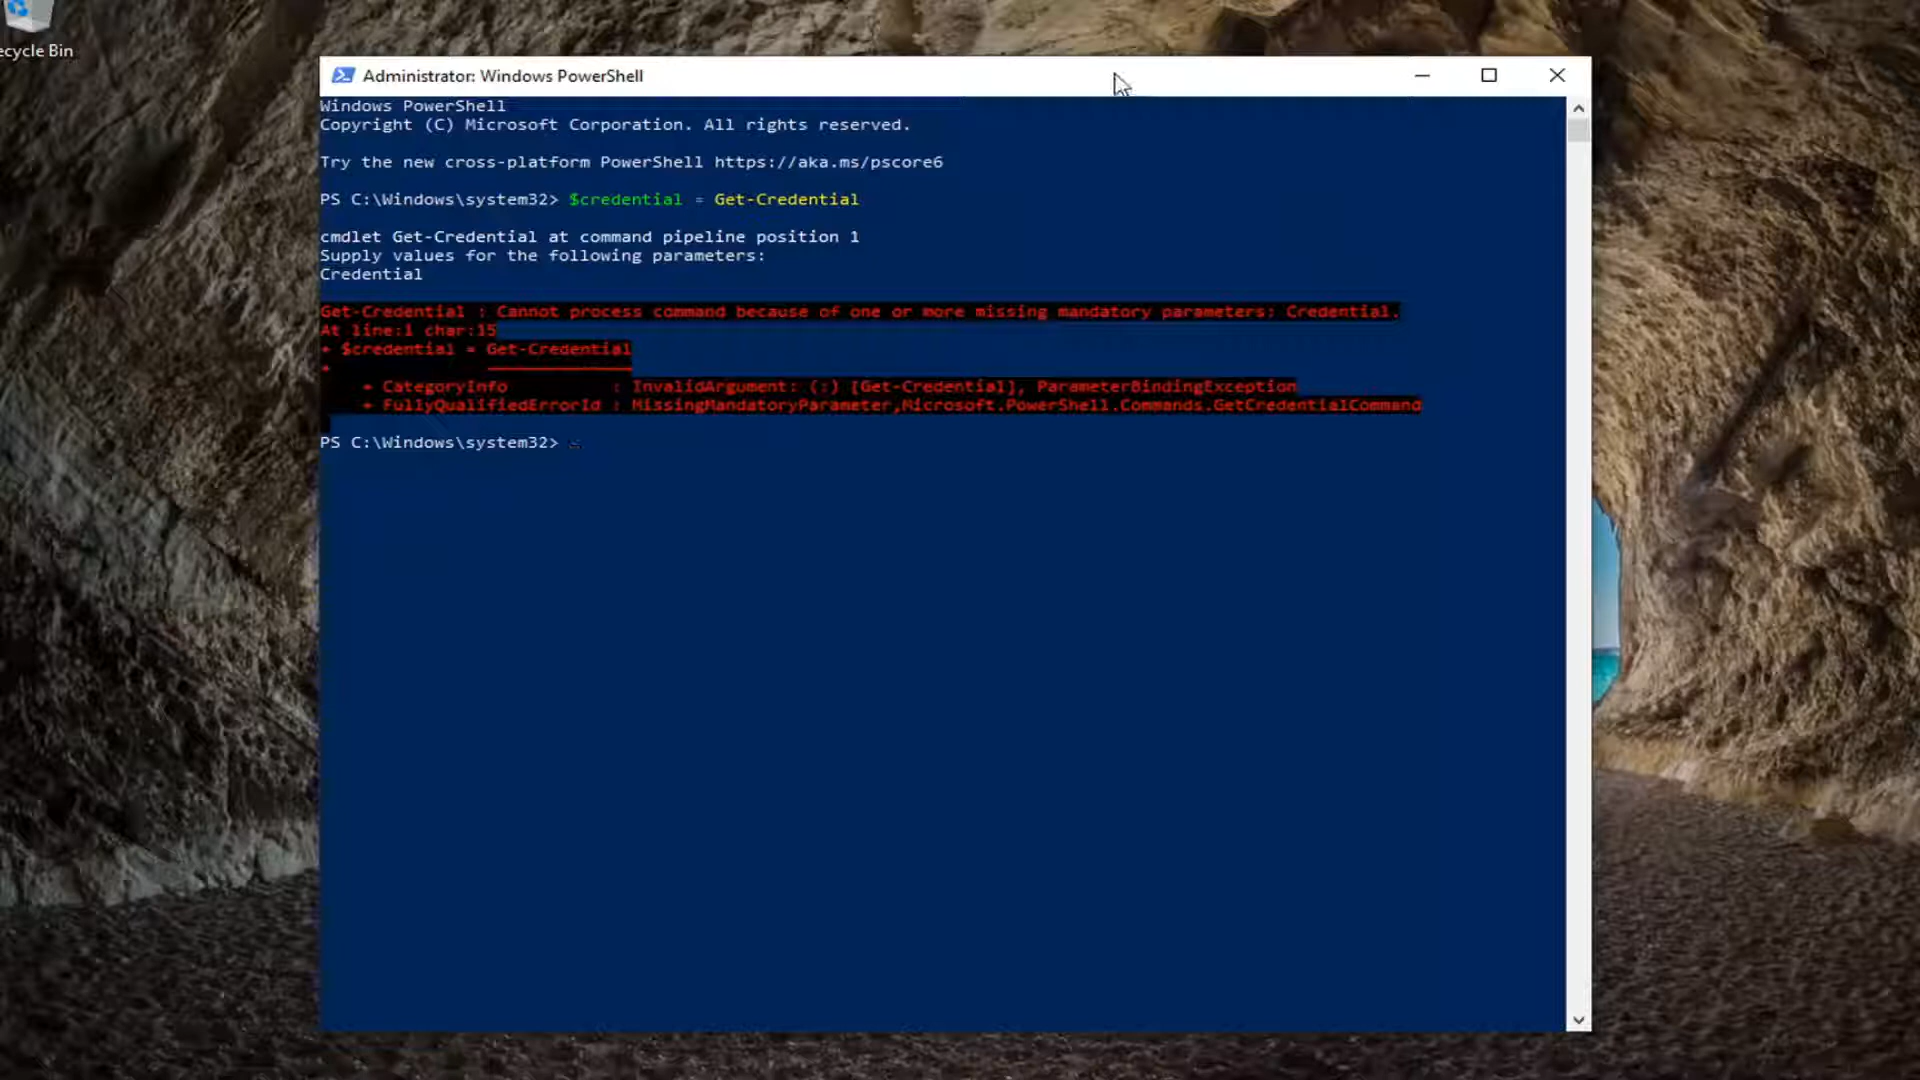 ecycle Bin
Administrator: Windows PowerShell
Windows PowerShell
Copyright (C) Microsoft Corporation. All rights reserved.
Try the new cross-platform PowerShell https://aka.ms/pscore6
PS C:\Windows\system32> $credential = Get-Credential
cmdlet Get-Credential at command pipeline position 1
Supply values for the following parameters:
Credential
Get-Credential : Cannot process command because of one or more missing mandatory parameters: Credential.
At line:1 char:15
+ $credential = Get-Credential
+               ~~~~~~~~~~~~~~
    + CategoryInfo          : InvalidArgument: (:) [Get-Credential], ParameterBindingException
    + FullyQualifiedErrorId : MissingMandatoryParameter,Microsoft.PowerShell.Commands.GetCredentialCommand
PS C:\Windows\system32>